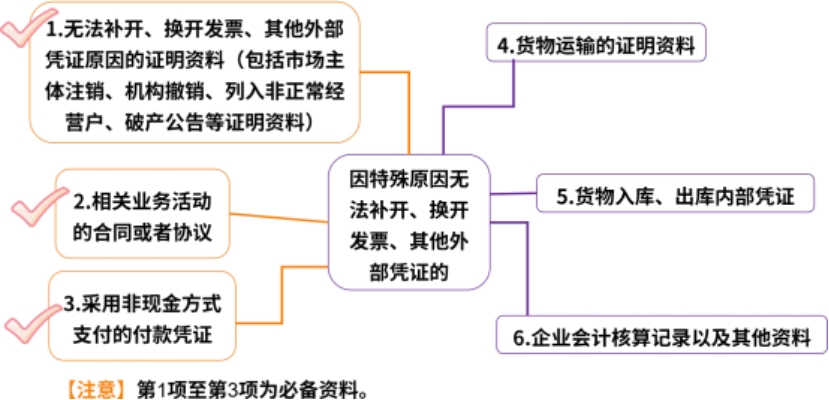 1.无法补开、换开发票、其他外部
凭证原因的证明资料（包括市场主
体注销、机构撤销、列入非正常经
营户、破产公告等证明资料）
2.相关业务活动
的合同或者协议
3.采用非现金方式
支付的付款凭证
因特殊原因无
法补开、换开
发票、其他外
部凭证的
4.货物运输的证明资料
5.货物入库、出库内部凭证
6.企业会计核算记录以及其他资料
【注意】第1项至第3项为必备资料。